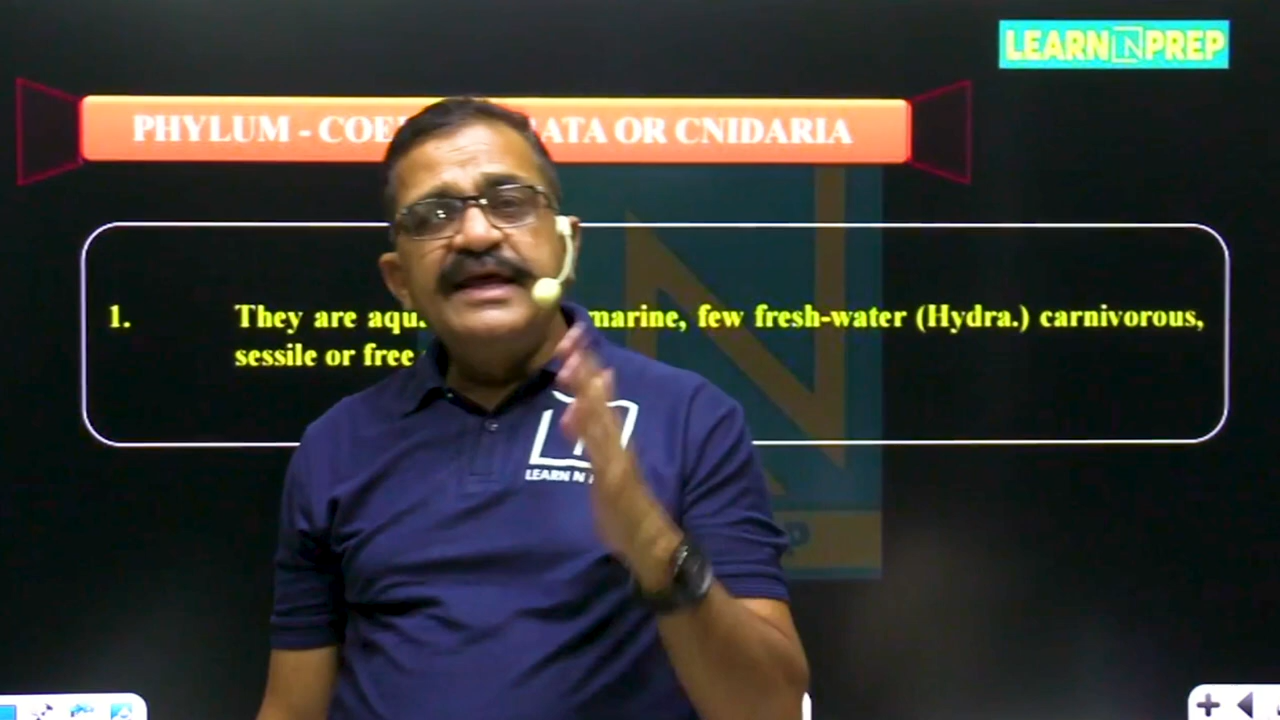 LEARN N PREP
PHYLUM - COE ATA OR CNIDARIA
1. They are marine, few fresh-water (Hydra.) carnivorous,
sessile or free
LEARN N